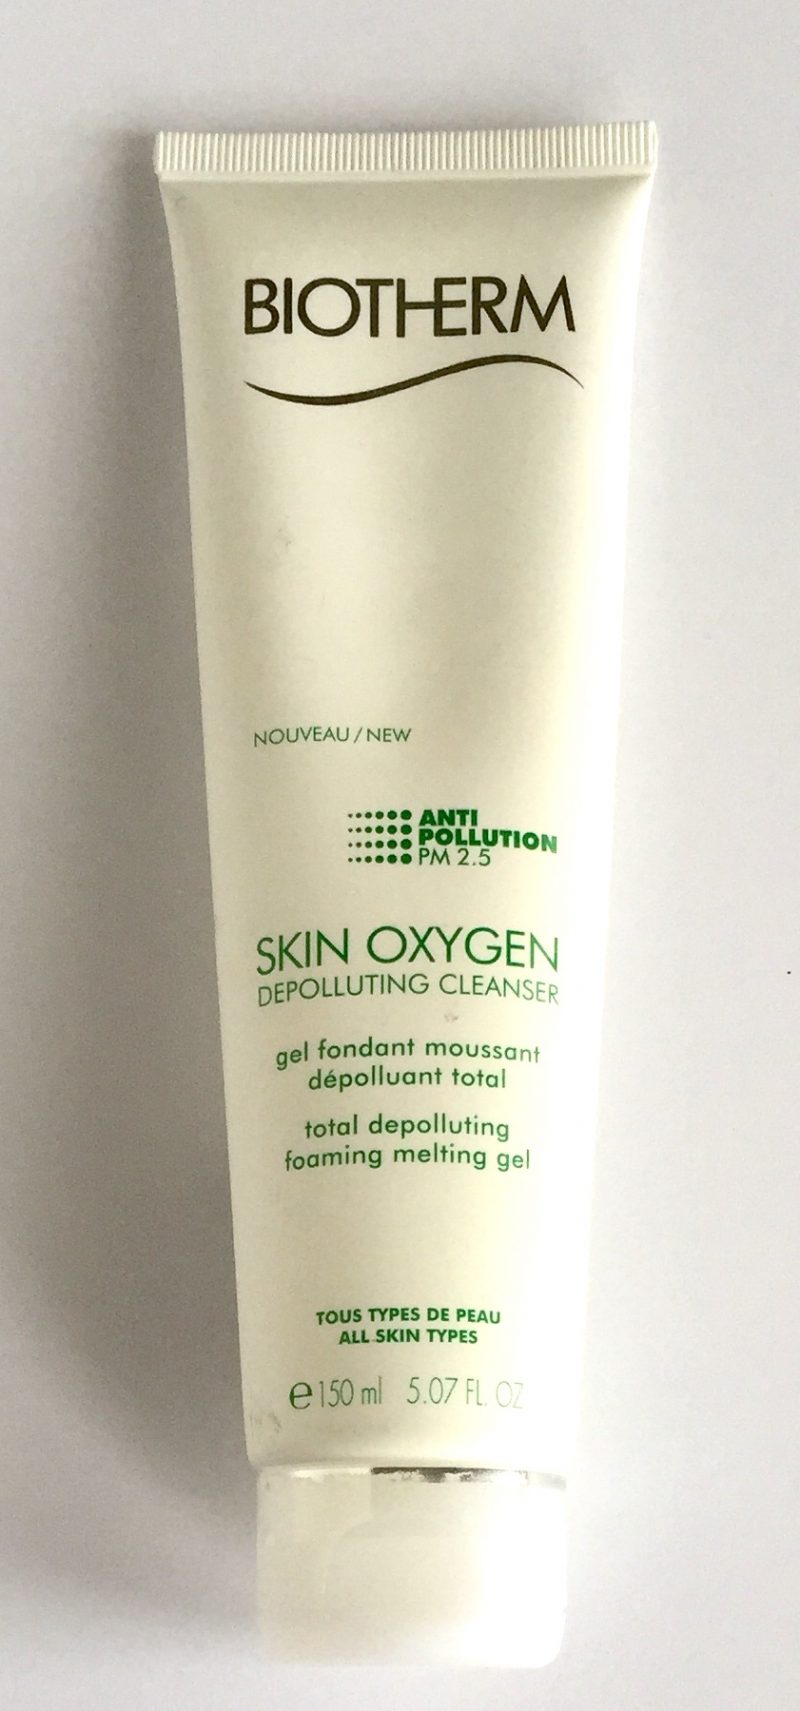 BIOTHERM
NOUVEAU / NEW
ANTI
POLLUTION
PM 2.5
SKIN OXYGEN
DEPOLLUTING CLEANSER
gel fondant moussant
dépolluant total
total depolluting
foaming melting gel
TOUS TYPES DE PEAU
ALL SKIN TYPES
℮ 150 ml 5.07 FL. OZ